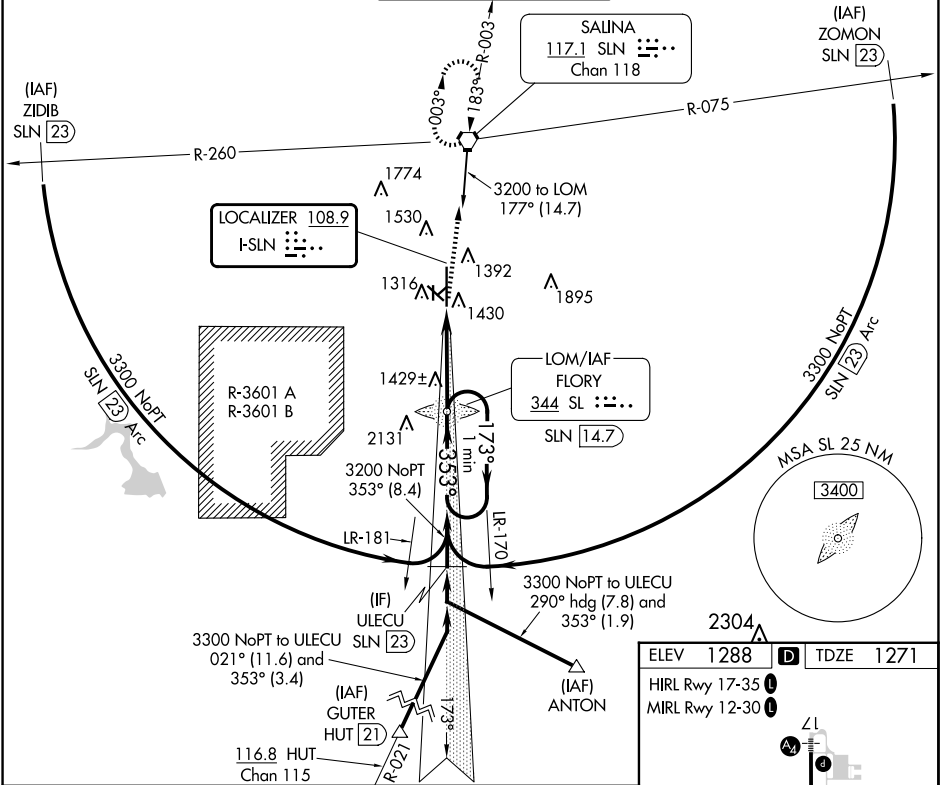 R-003
183°
003°
SALINA
117.1 SLN
Chan 118
(IAF)
ZOMON
SLN 23
(IAF)
ZIDIB
SLN 23
R-075
R-260
3200 to LOM
177° (14.7)
1774
1530
LOCALIZER 108.9
I-SLN
1392
1316
1430
1895
3300 NoPT
SLN 23 Arc
3300 NoPT
SLN 23 Arc
R-3601 A
R-3601 B
LOM/IAF
FLORY
344 SL
SLN 14.7
1429±
2131
173°
1 min
353°
3200 NoPT
353° (8.4)
MSA SL 25 NM
3400
LR-181
LR-170
(IF)
ULECU
SLN 23
3300 NoPT to ULECU
290° hdg (7.8) and
353° (1.9)
3300 NoPT to ULECU
021° (11.6) and
353° (3.4)
(IAF)
GUTER
HUT 21
(IAF)
ANTON
173°
116.8 HUT
Chan 115
R-021
2304
ELEV 1288 D TDZE 1271
HIRL Rwy 17-35 L
MIRL Rwy 12-30 L
17
A4
P